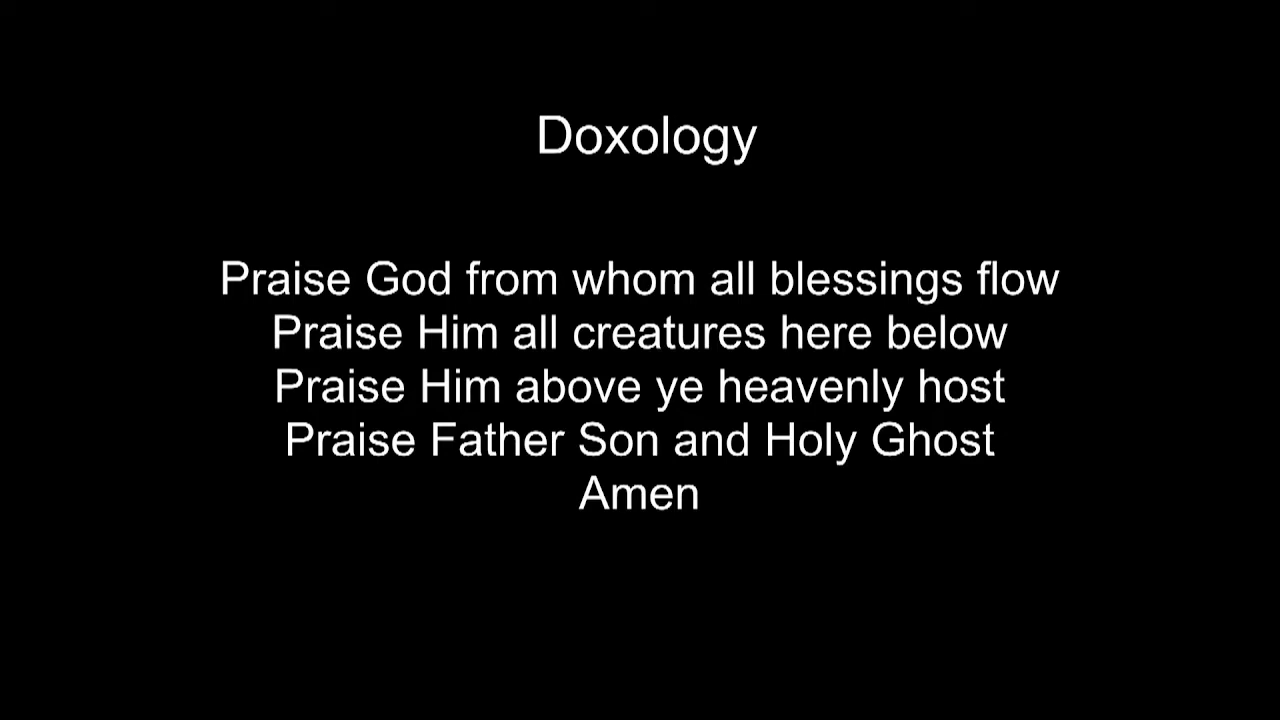 Doxology
Praise God from whom all blessings flow
Praise Him all creatures here below
Praise Him above ye heavenly host
Praise Father Son and Holy Ghost
Amen